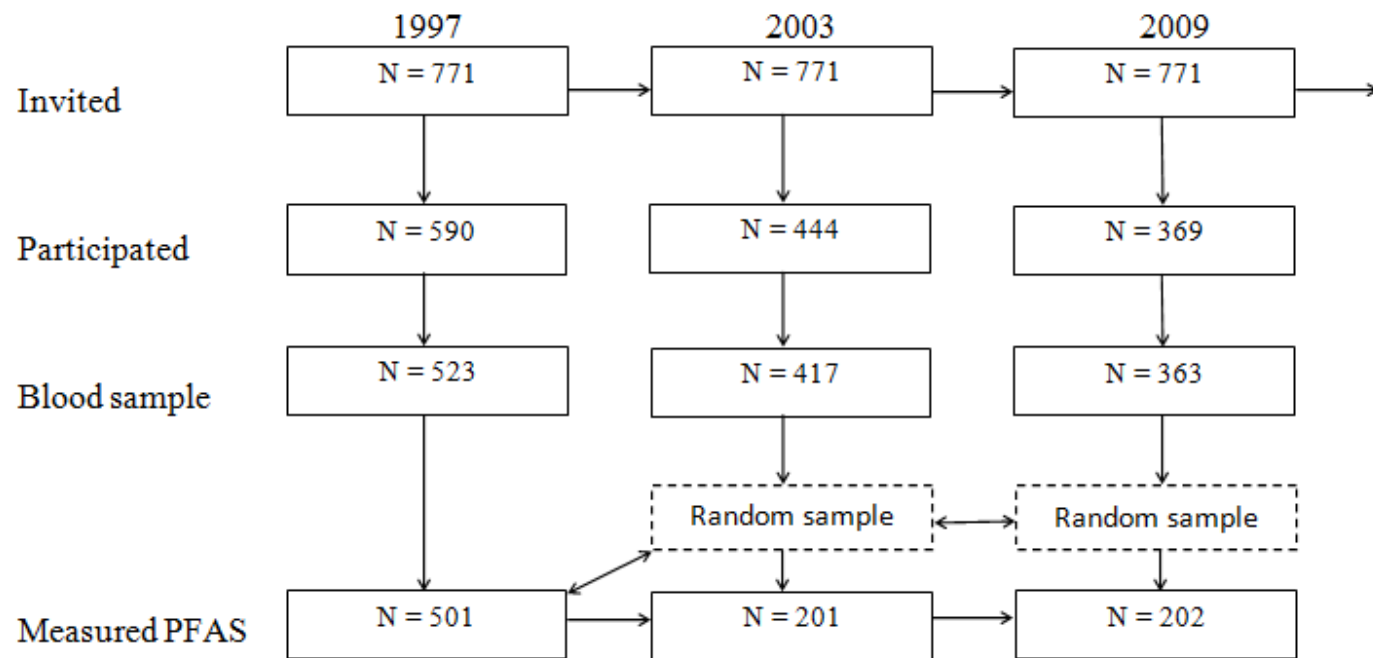 1997 2003 2009
Invited N = 771 N = 771 N = 771
Participated N = 590 N = 444 N = 369
Blood sample N = 523 N = 417 N = 363
Random sample Random sample
Measured PFAS N = 501 N = 201 N = 202